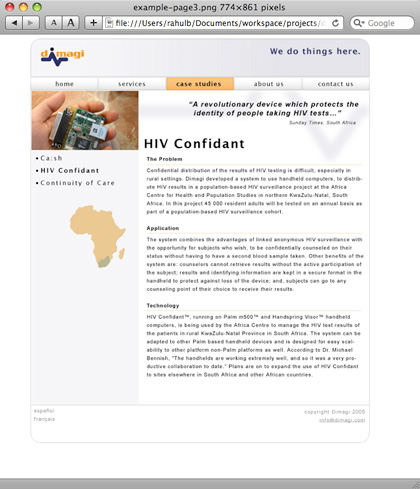 example-page3.png 774×861 pixels
file:///Users/rahulb/Documents/workspace/projects/
Google
dimagi
We do things here.
home services case studies about us contact us
"A revolutionary device which protects the
identity of people taking HIV tests..."
Sunday Times, South Africa
HIV Confidant
• Ca:sh
• HIV Confidant
• Continuity of Care
The Problem
Confidential distribution of the results of HIV testing is difficult, especially in
rural settings. Dimagi developed a system to use handheld computers, to distrib-
ute HIV results in a population-based HIV surveillance project at the Africa
Centre for Health and Population Studies in northern KwaZulu-Natal, South
Africa. In this project 45 000 resident adults will be tested on an annual basis as
part of a population-based HIV surveillance cohort.
Application
The system combines the advantages of linked anonymous HIV surveillance with
the opportunity for subjects who wish, to be confidentially counseled on their
status without having to have a second blood sample taken. Other benefits of the
system are: counselors cannot retrieve results without the active participation of
the subject; results and identifying information are kept in a secure format in the
handheld to protect against loss of the device; and, subjects can go to any
counseling point of their choice to receive their results.
Technology
HIV Confidant™, running on Palm m500™ and Handspring Visor™ handheld
computers, is being used by the Africa Centre to manage the HIV test results of
the patients in rural KwaZulu-Natal Province in South Africa. The system can be
adapted to other Palm based handheld devices and is designed for easy scal-
ability to other platform non-Palm platforms as well. According to Dr. Michael
Bennish, "The handhelds are working extremely well, and so it was a very pro-
ductive collaboration to date." Plans are on to expand the use of HIV Confidant
to sites elsewhere in South Africa and other African countries.
español
français
copyright Dimagi 2005
info@dimagi.com